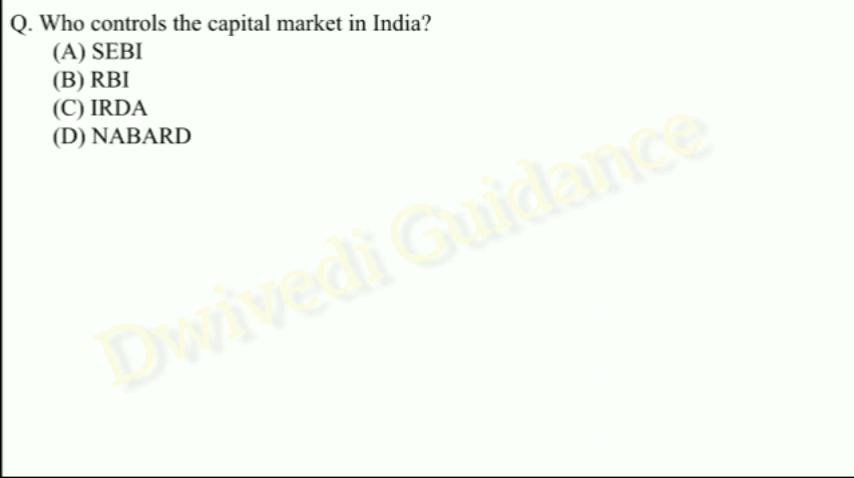 Q. Who controls the capital market in India?
(A) SEBI
(B) RBI
(C) IRDA
(D) NABARD
Dwivedi Guidance